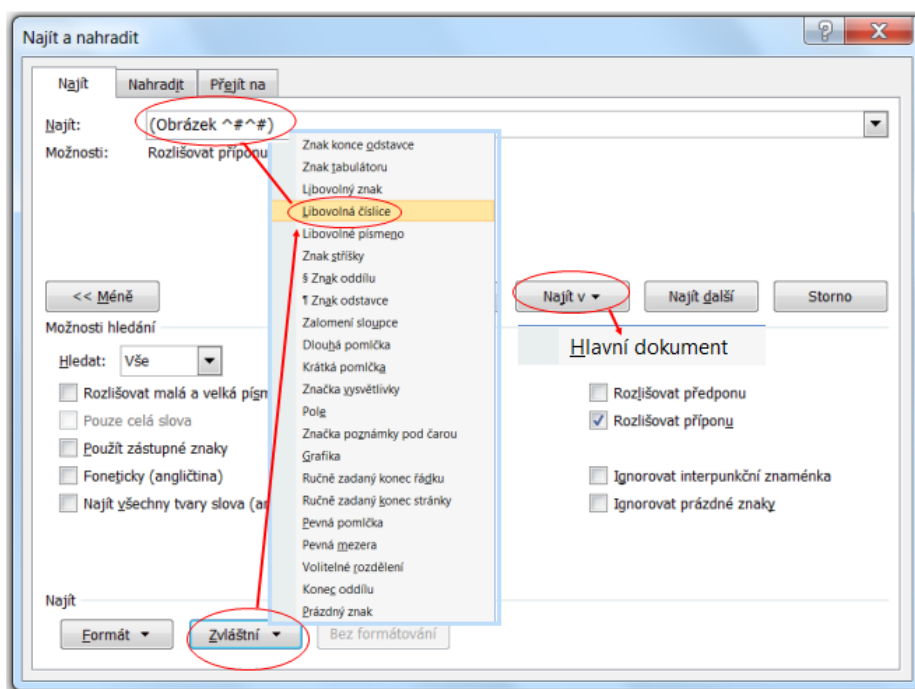 Najít a nahradit
Najít
Nahradit
Přejít na
Najít:
(Obrázek ^#^#)
Možnosti:
Rozlišovat příponu
Znak konce odstavce
Znak tabulátoru
Libovolný znak
Libovolná číslice
Libovolné písmeno
Znak stříšky
§ Znak oddílu
¶ Znak odstavce
Zalomení sloupce
Dlouhá pomlčka
Krátká pomlčka
Značka vysvětlivky
Pole
Značka poznámky pod čarou
Grafika
Ručně zadaný konec řádku
Ručně zadaný konec stránky
Pevná pomlčka
Pevná mezera
Volitelné rozdělení
Konec oddílu
Prázdný znak
<< Méně
Najít v
Najít další
Storno
Hlavní dokument
Možnosti hledání
Hledat:
Vše
Rozlišovat malá a velká písm
Pouze celá slova
Použít zástupné znaky
Foneticky (angličtina)
Najít všechny tvary slova (an
Rozlišovat předponu
Rozlišovat příponu
Ignorovat interpunkční znaménka
Ignorovat prázdné znaky
Najít
Formát
Zvláštní
Bez formátování